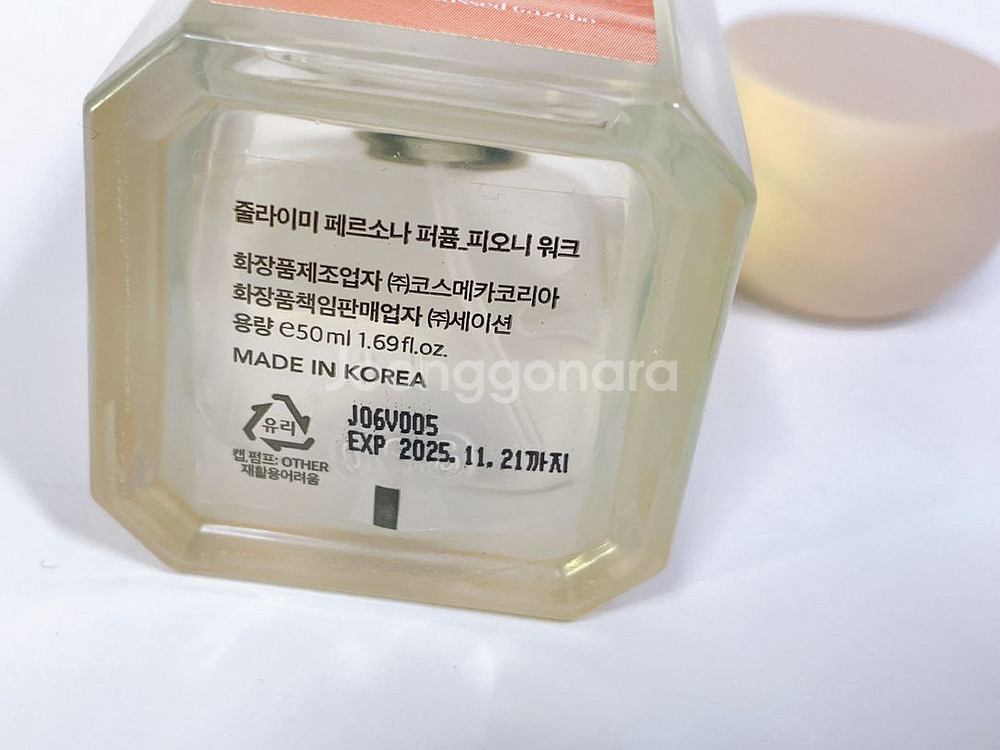 Gazebo
줄라이미 페르소나 퍼퓸_피오니 워크
화장품제조업자 ㈜코스메카코리아
화장품책임판매업자 ㈜세이션
용량 ℮50ml 1.69fl.oz.
MADE IN KOREA
Joonggonara
유리
캡,펌프: OTHER
재활용어려움
J06V005
EXP 2025. 11. 21까지